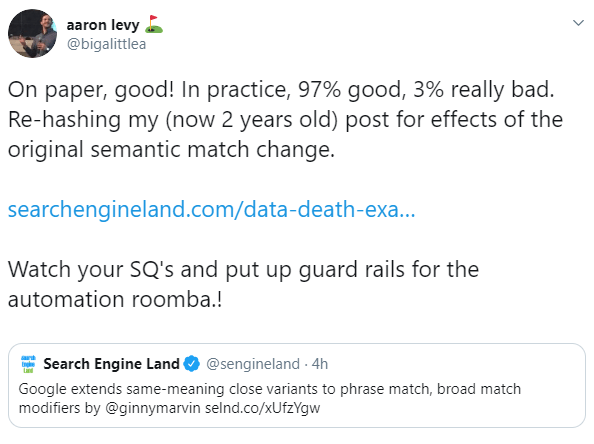 aaron levy
@bigalittlea
On paper, good! In practice, 97% good, 3% really bad.
Re-hashing my (now 2 years old) post for effects of the
original semantic match change.
searchengineland.com/data-death-exa...
Watch your SQ's and put up guard rails for the
automation roomba.!
Search Engine Land @sengineland · 4h
Google extends same-meaning close variants to phrase match, broad match
modifiers by @ginnymarvin selnd.co/xUfzYgw